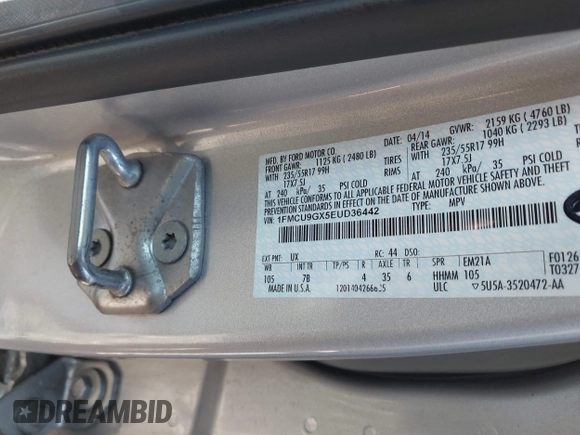 MFD. BY FORD MOTOR CO.
DATE: 04/14
GVWR: 2159 KG ( 4760 LB)
FRONT GAWR: 1125 KG ( 2480 LB)
REAR GAWR: 1040 KG ( 2293 LB)
WITH
235/55R17 99H
TIRES
WITH
235/55R17 99H
17X7.5J
RIMS
17X7.5J
AT 240 kPa/ 35 PSI COLD
AT 240 kPa/ 35 PSI COLD
THIS VEHICLE CONFORMS TO ALL APPLICABLE FEDERAL MOTOR VEHICLE SAFETY AND THEFT
PREVENTION STANDARDS IN EFFECT ON THE
DATE OF MANUFACTURE SHOWN ABOVE.
VIN: 1FMCU9GX5EUD36442
TYPE: MPV
EXT PNT: UX
RC: 44 DSO:
F0126
WB INT TR TP/PS R AXLE TR SPR EM21A
T0327
105 7B 4 35 6 HHMM 105
MADE IN U.S.A.
ULC
5U5A-3520472-AA
DREAMBID